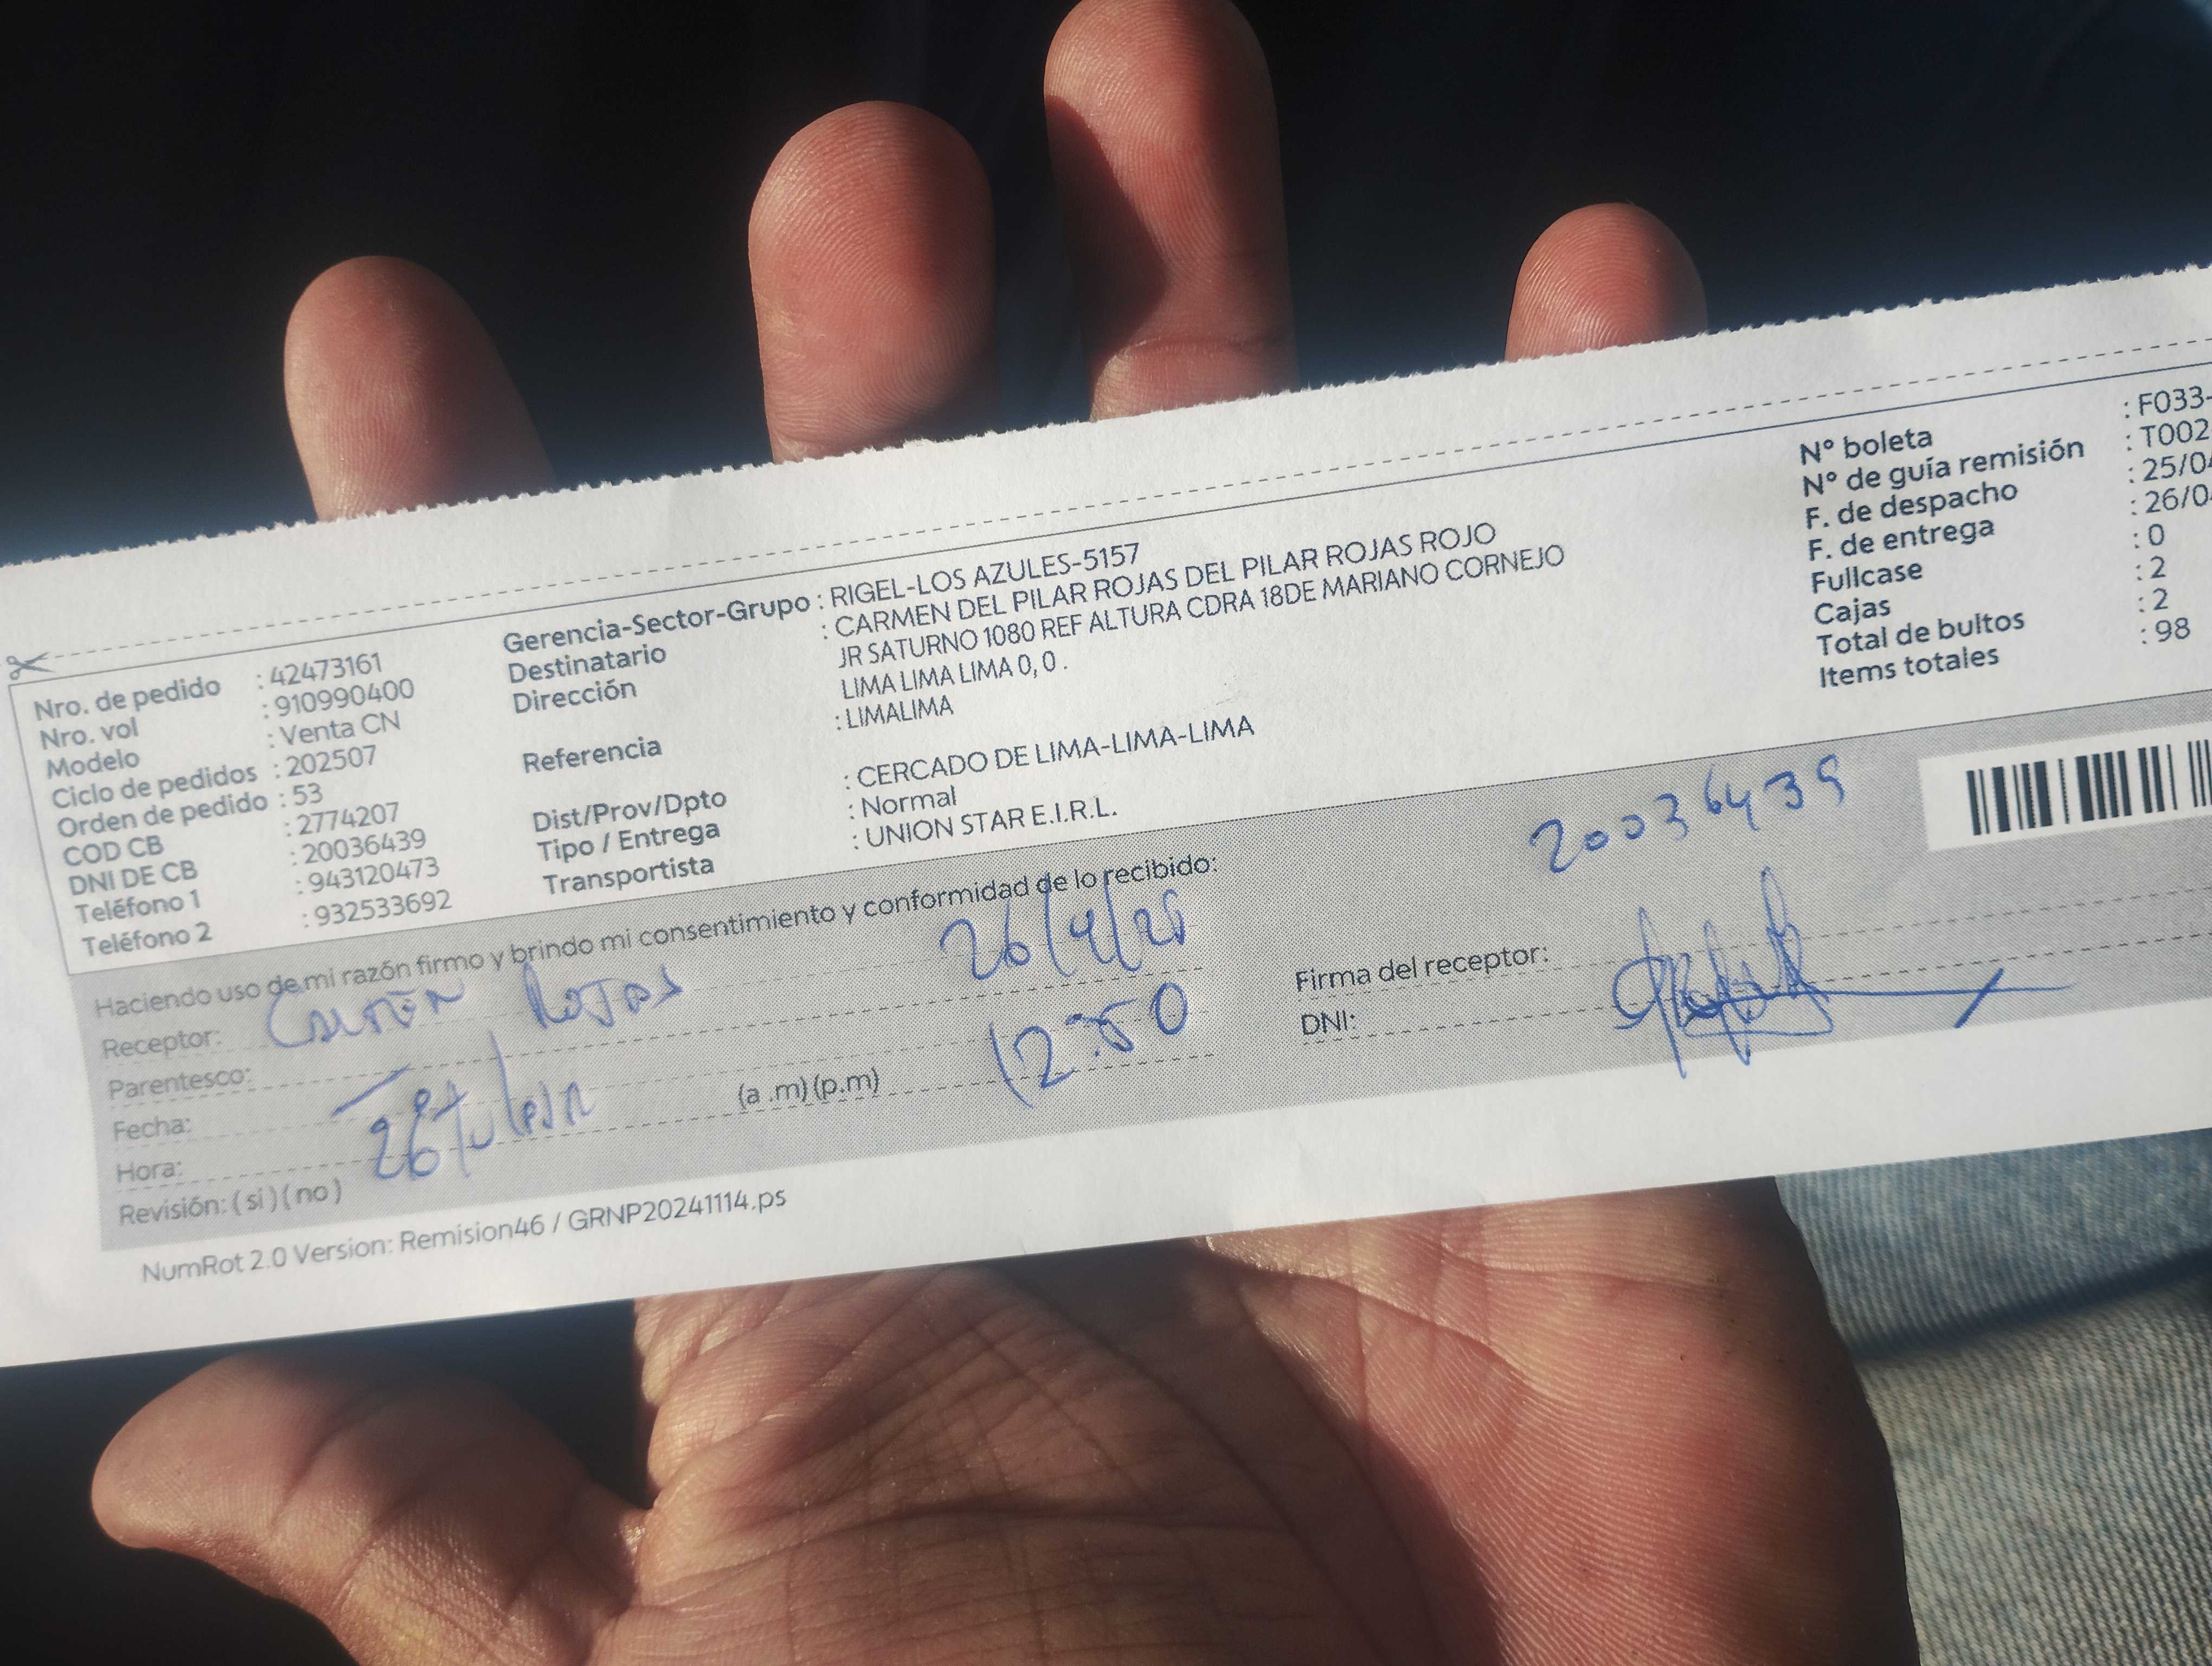 Nro. de pedido : 42473161
Nro. vol : 910990400
Modelo : Venta CN
Ciclo de pedidos : 202507
Orden de pedido : 53
COD CB : 2774207
DNI DE CB : 20036439
Teléfono 1 : 943120473
Teléfono 2 : 932533692
Gerencia-Sector-Grupo : RIGEL-LOS AZULES-5157
Destinatario : CARMEN DEL PILAR ROJAS DEL PILAR ROJAS ROJO
Dirección JR SATURNO 1080 REF ALTURA CDRA 18DE MARIANO CORNEJO
LIMA LIMA LIMA 0, 0 .
Referencia : LIMALIMA
Dist/Prov/Dpto : CERCADO DE LIMA-LIMA-LIMA
Tipo / Entrega : Normal
Transportista : UNION STAR E.I.R.L.
Nº boleta : F033-
Nº de guía remisión : T002
F. de despacho : 25/04
F. de entrega : 26/0
Fullcase : 0
Cajas : 2
Total de bultos : 2
Items totales : 98
Haciendo uso de mi razón firmo y brindo mi consentimiento y conformidad de lo recibido:
20036439
Receptor: Carmen Rojas 26/4/25
Parentesco:
Fecha:
Hora: (a .m) (p.m) 12:50
Revisión: ( si ) ( no )
Firma del receptor:
DNI:
NumRot 2.0 Version: Remision46 / GRNP20241114.ps